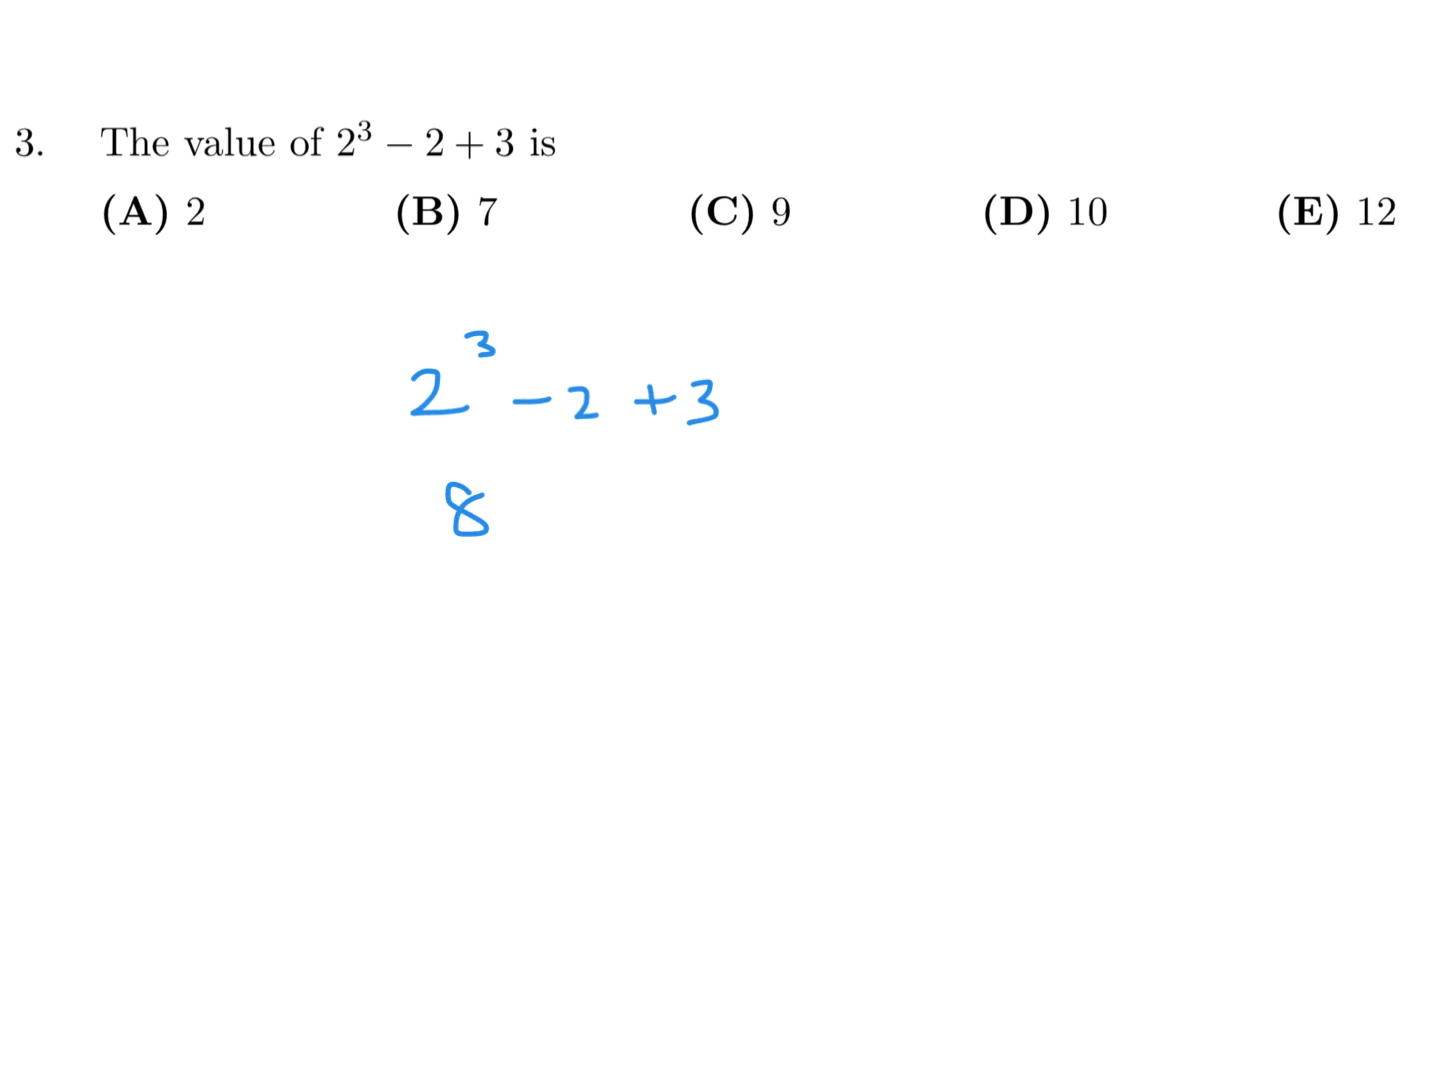 3. The value of 2³ − 2 + 3 is
(A) 2 (B) 7 (C) 9 (D) 10 (E) 12
2³ − 2 + 3
8